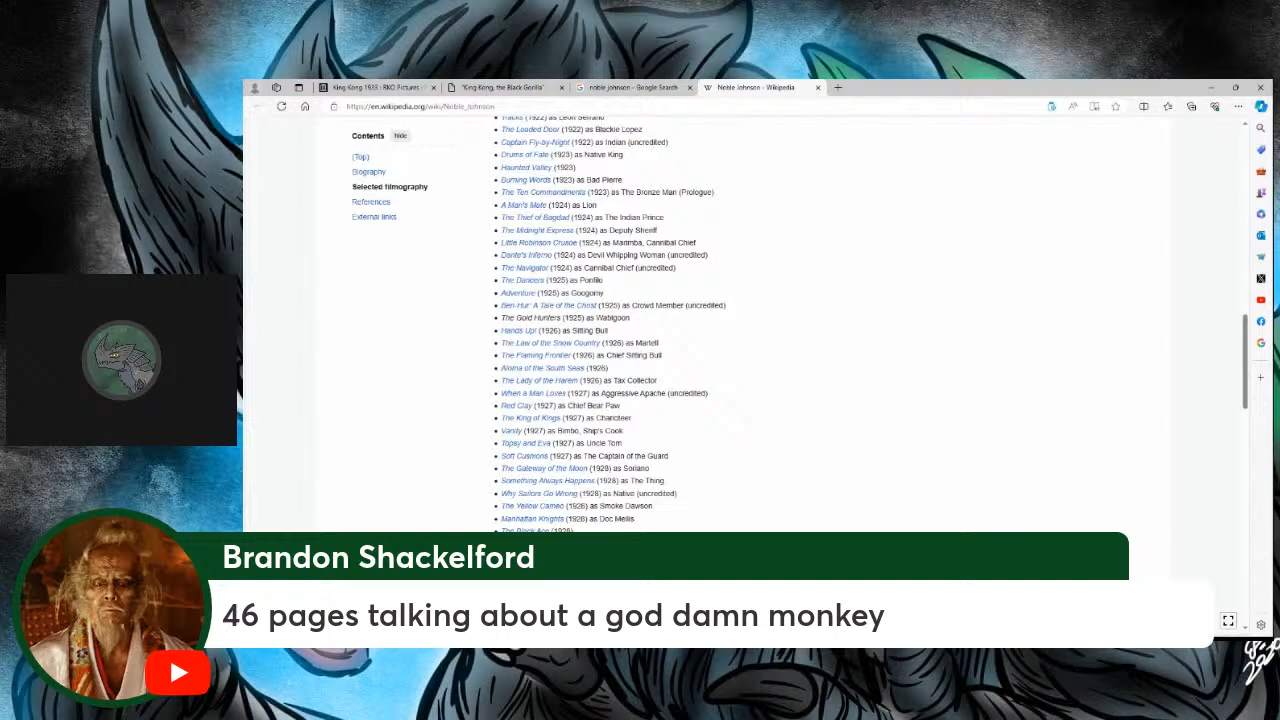 King Kong 1933 : RKO Pictures
"King Kong, the Black Gorilla"
noble johnson - Google Search
Noble Johnson - Wikipedia
https://en.wikipedia.org/wiki/Noble_Johnson
Contents hide
(Top)
Biography
Selected filmography
References
External links
Tracks (1922) as Leon Serrano
The Loaded Door (1922) as Blackie Lopez
Captain Fly-by-Night (1922) as Indian (uncredited)
Drums of Fate (1923) as Native King
Haunted Valley (1923)
Burning Words (1923) as Bad Pierre
The Ten Commandments (1923) as The Bronze Man (Prologue)
A Man's Mate (1924) as Lion
The Thief of Bagdad (1924) as The Indian Prince
The Midnight Express (1924) as Deputy Sheriff
Little Robinson Crusoe (1924) as Marimba, Cannibal Chief
Dante's Inferno (1924) as Devil Whipping Woman (uncredited)
The Navigator (1924) as Cannibal Chief (uncredited)
The Dancers (1925) as Ponfilo
Adventure (1925) as Googomy
Ben-Hur: A Tale of the Christ (1925) as Crowd Member (uncredited)
The Gold Hunters (1925) as Wabigoon
Hands Up! (1926) as Sitting Bull
The Law of the Snow Country (1926) as Martell
The Flaming Frontier (1926) as Chief Sitting Bull
Aloma of the South Seas (1926)
The Lady of the Harem (1926) as Tax Collector
When a Man Loves (1927) as Aggressive Apache (uncredited)
Red Clay (1927) as Chief Bear Paw
The King of Kings (1927) as Charioteer
Vanity (1927) as Bimbo, Ship's Cook
Topsy and Eva (1927) as Uncle Tom
Soft Cushions (1927) as The Captain of the Guard
The Gateway of the Moon (1928) as Soriano
Something Always Happens (1928) as The Thing
Why Sailors Go Wrong (1928) as Native (uncredited)
The Yellow Cameo (1928) as Smoke Dawson
Manhattan Knights (1928) as Doc Mellis
The Black Ace (1928)
Brandon Shackelford
46 pages talking about a god damn monkey